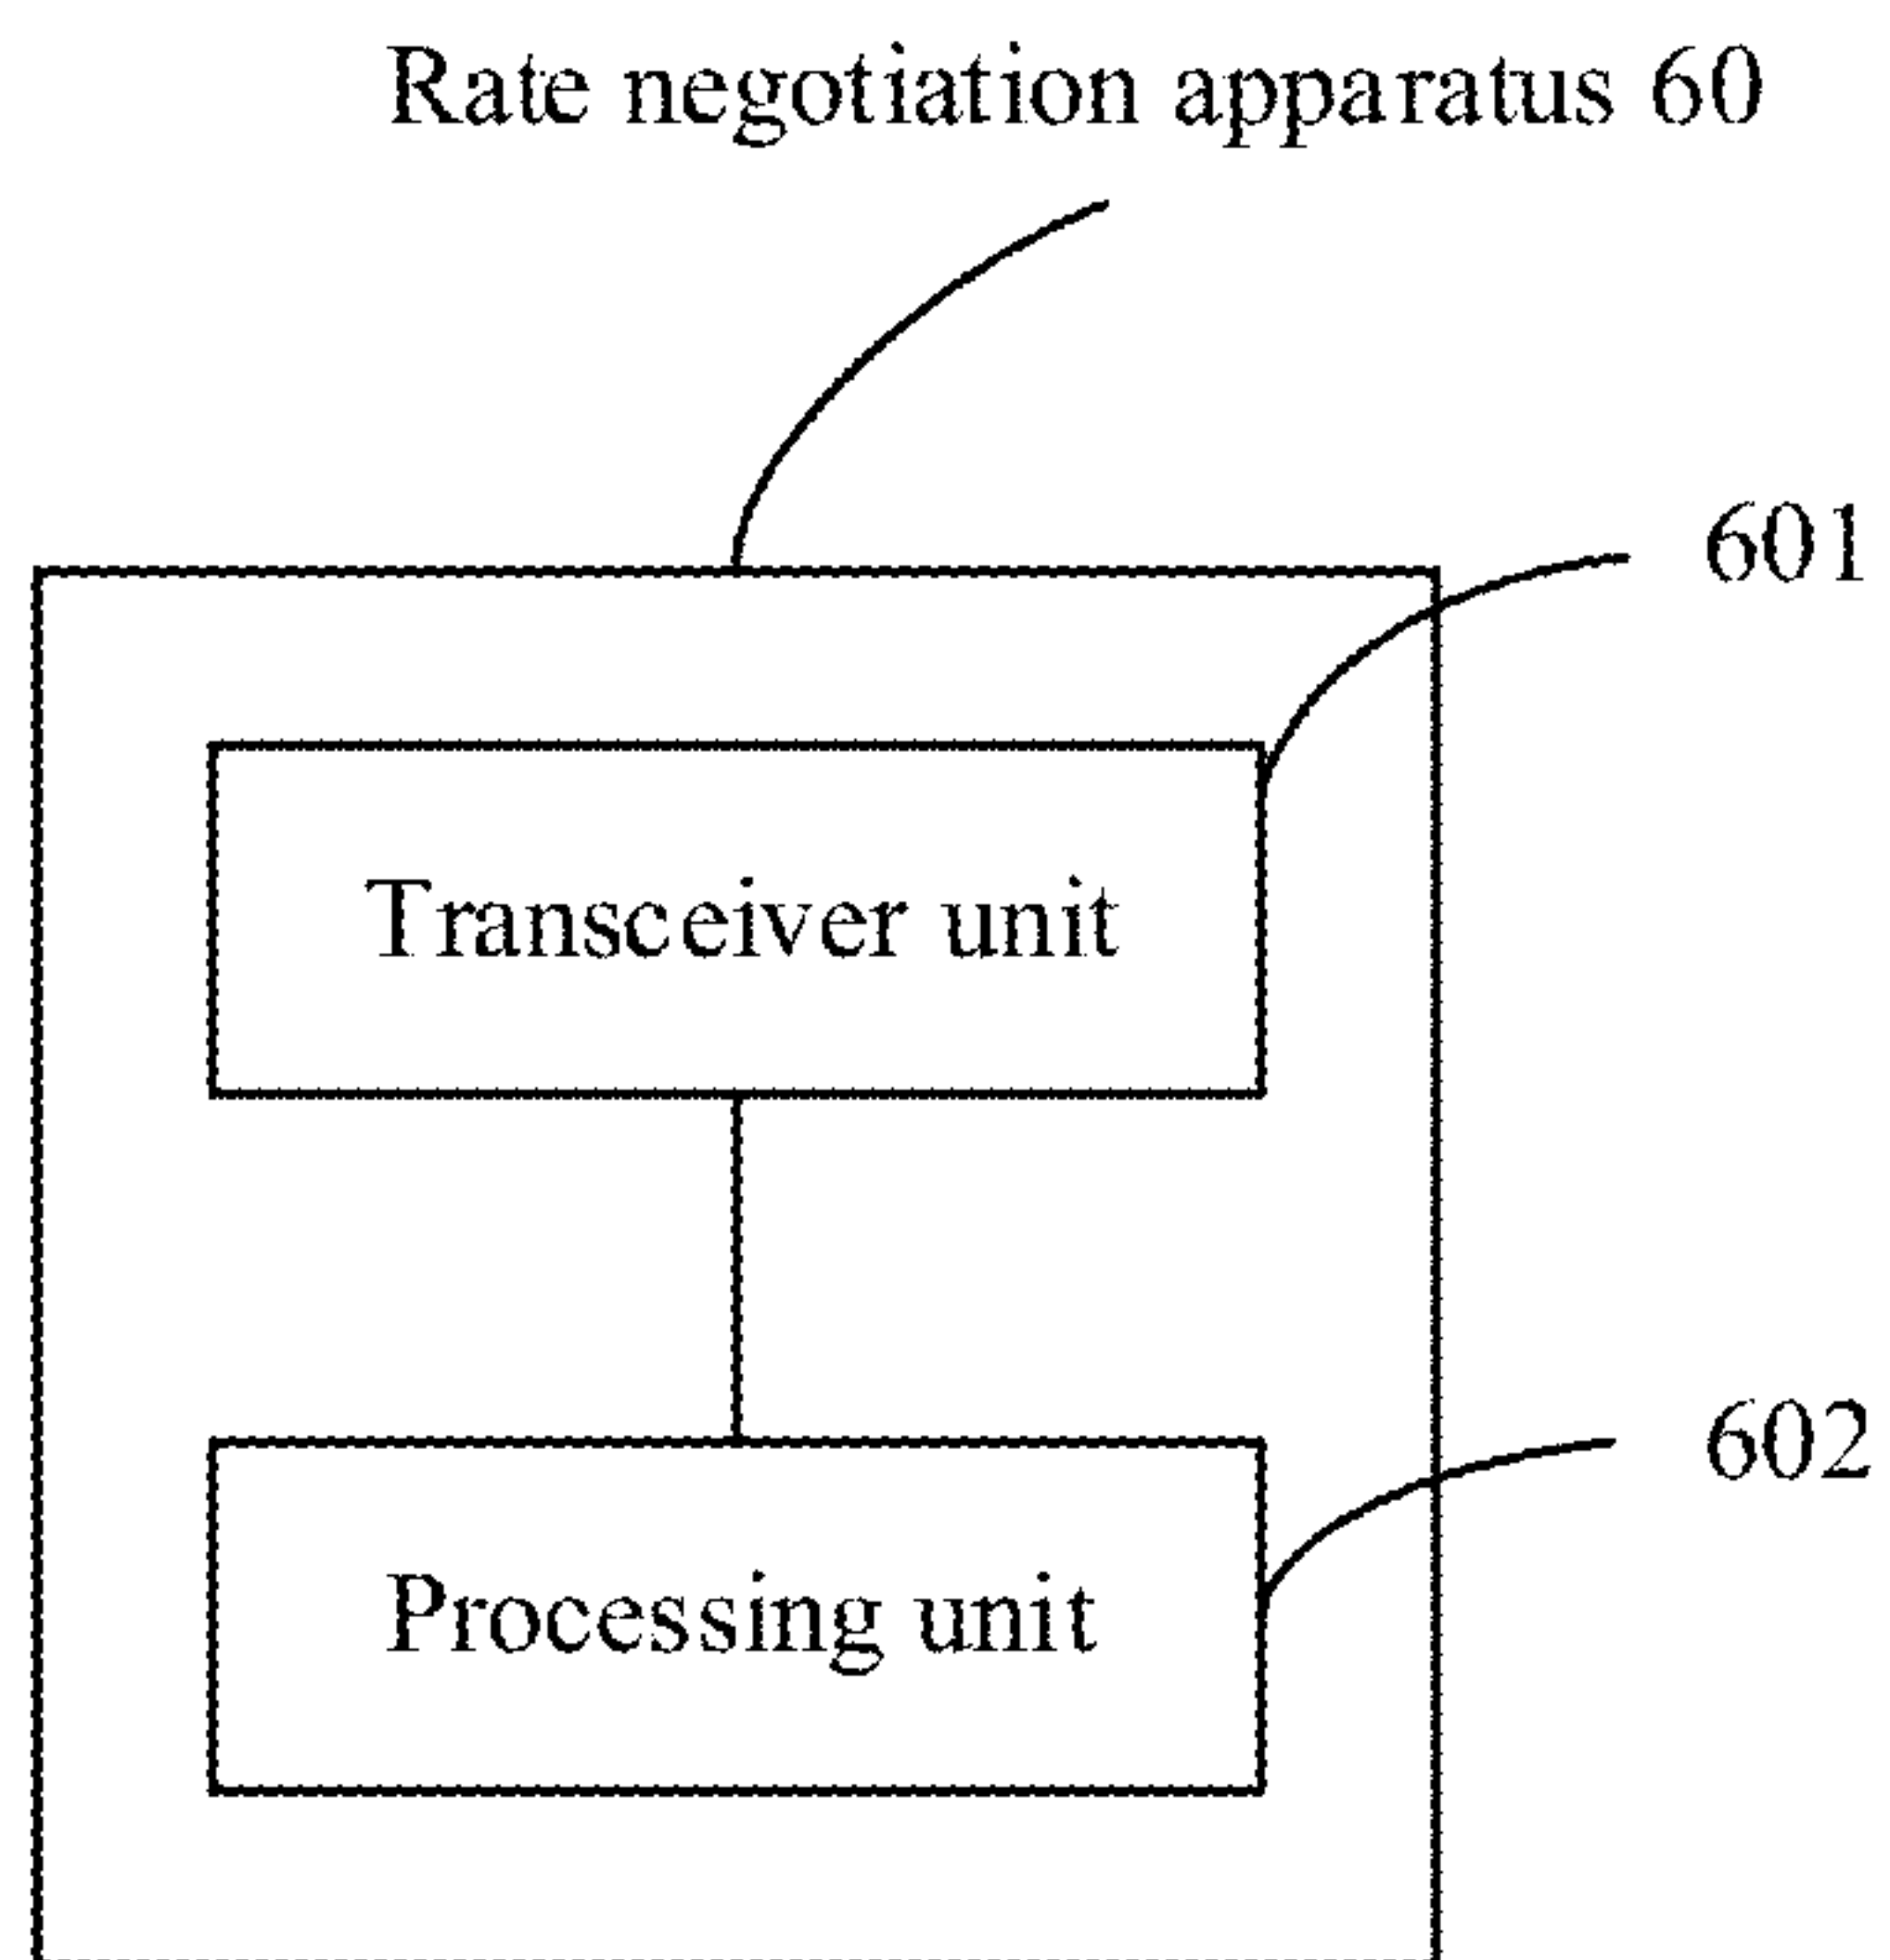 Rate negotiation apparatus 60
601
Transceiver unit
602
Processing unit